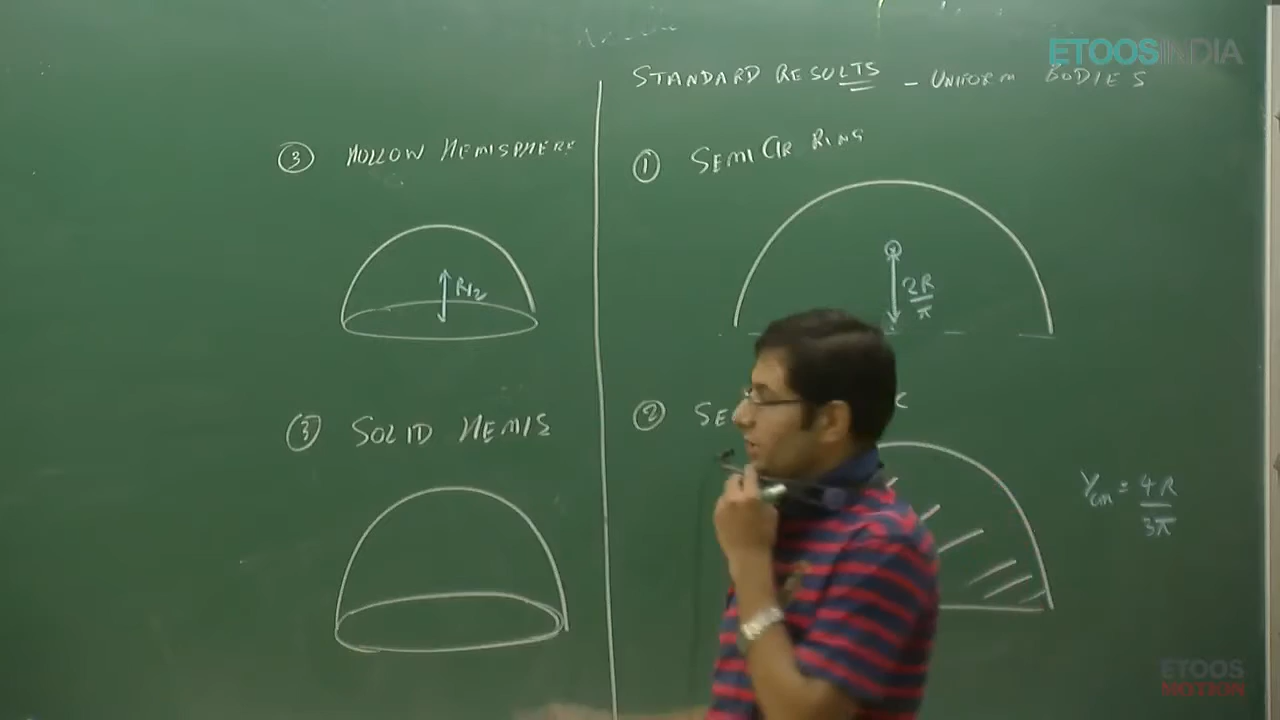 ETOOSINDIA
STANDARD RESULTS - UNIFORM BODIES
③ HOLLOW HEMISPHERE
R/2
③ SOLID HEMIS
① SEMI CIR RING
2R
π
②
Ycm = 4R
3π
ETOOS
MOTION